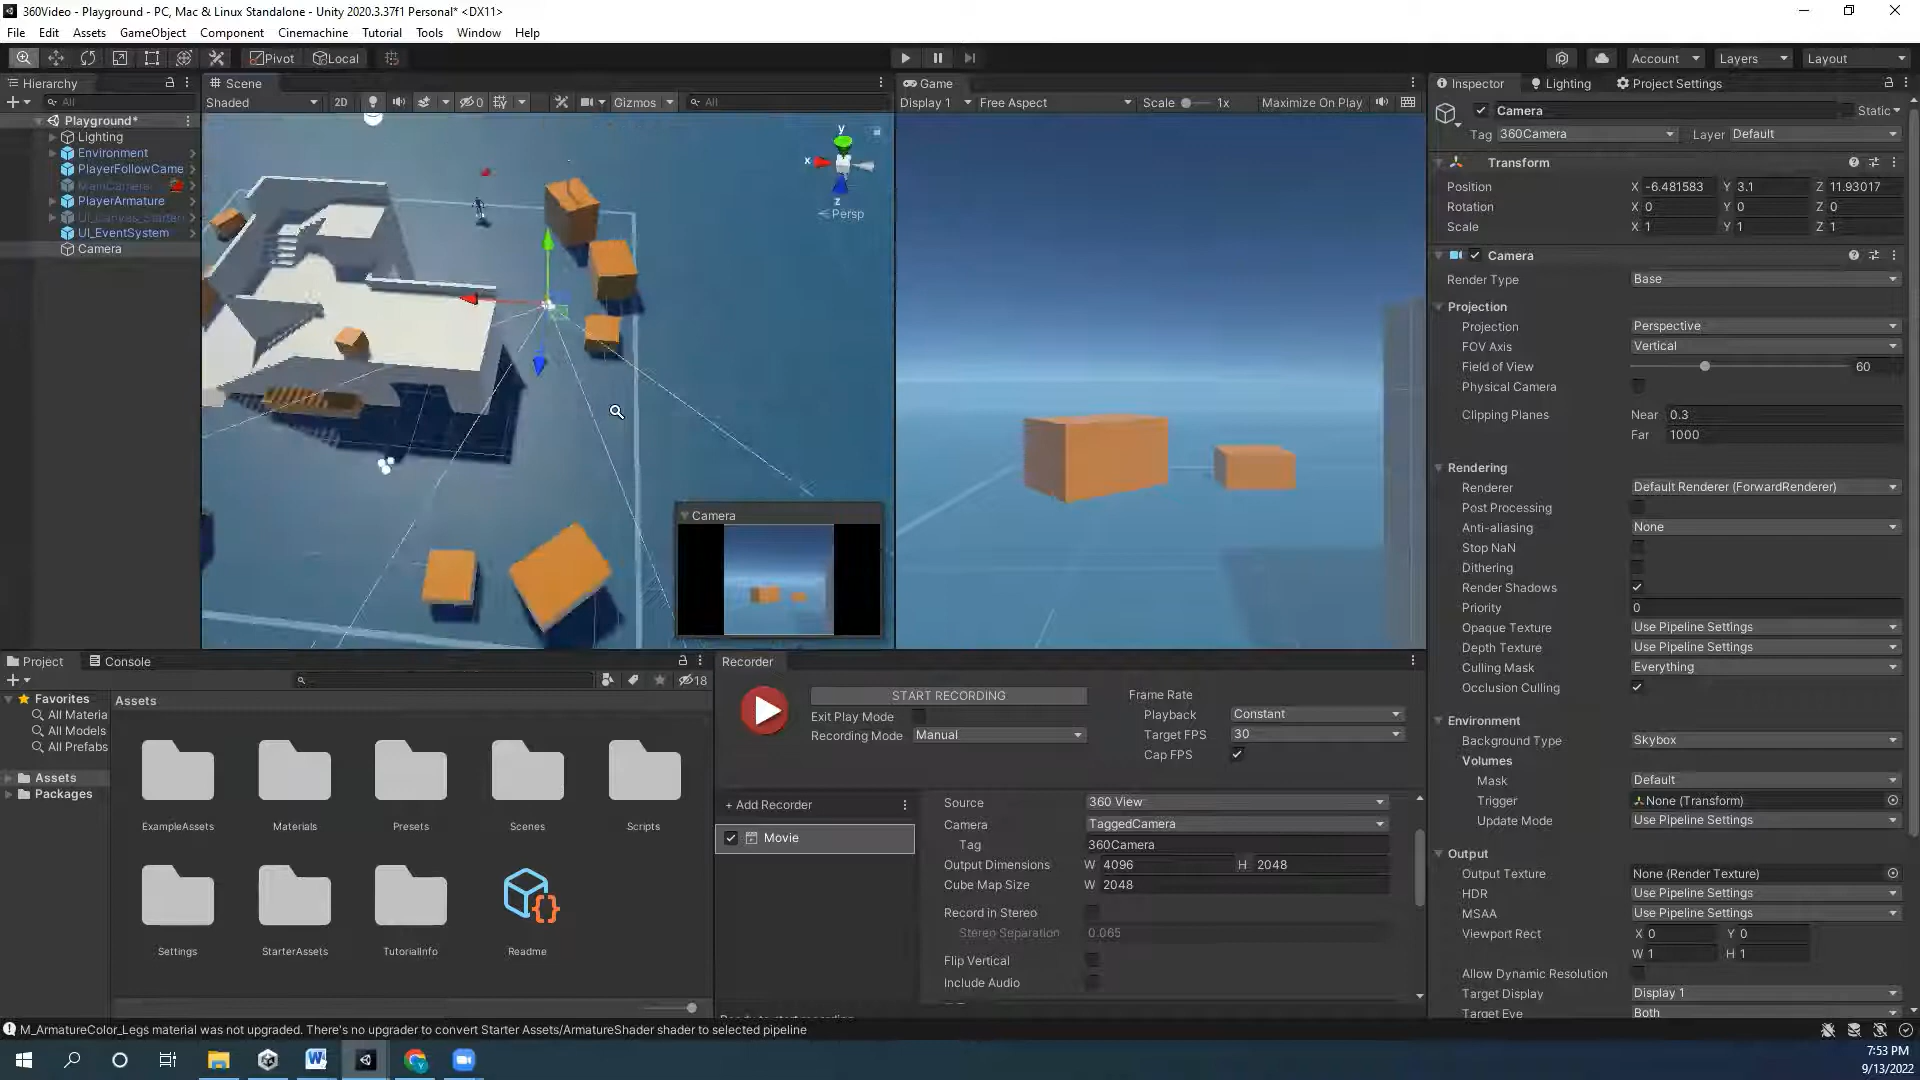 360Video - Playground - PC, Mac & Linux Standalone - Unity 2020.3.37f1 Personal* <DX11>
File Edit Assets GameObject Component Cinemachine Tutorial Tools Window Help
Pivot Local Account Layers Layout
Hierarchy
All
Playground*
Lighting
Environment
PlayerFollowCame
MainCamera
PlayerArmature
UI_Canvas_Starter
UI_EventSystem
Camera
Scene
Shaded 2D 0 Gizmos All
y
x
z
Persp
Camera
Game
Display 1 Free Aspect Scale 1x Maximize On Play
Inspector Lighting Project Settings
Camera Static
Tag 360Camera Layer Default
Transform
Position X -6.481583 Y 3.1 Z 11.93017
Rotation X 0 Y 0 Z 0
Scale X 1 Y 1 Z 1
Camera
Render Type Base
Projection
Projection Perspective
FOV Axis Vertical
Field of View 60
Physical Camera
Clipping Planes Near 0.3
Far 1000
Rendering
Renderer Default Renderer (ForwardRenderer)
Post Processing
Anti-aliasing None
Stop NaN
Dithering
Render Shadows
Priority 0
Opaque Texture Use Pipeline Settings
Depth Texture Use Pipeline Settings
Culling Mask Everything
Occlusion Culling
Environment
Background Type Skybox
Volumes
Mask Default
Trigger None (Transform)
Update Mode Use Pipeline Settings
Output
Output Texture None (Render Texture)
HDR Use Pipeline Settings
MSAA Use Pipeline Settings
Viewport Rect X 0 Y 0
W 1 H 1
Allow Dynamic Resolution
Target Display Display 1
Target Eye Both
Project Console
18
Favorites
All Materia
All Models
All Prefabs
Assets
Packages
Assets
ExampleAssets Materials Presets Scenes Scripts
Settings StarterAssets TutorialInfo Readme
Recorder
START RECORDING
Exit Play Mode
Recording Mode Manual
Frame Rate
Playback Constant
Target FPS 30
Cap FPS
+ Add Recorder
Movie
Source 360 View
Camera TaggedCamera
Tag 360Camera
Output Dimensions W 4096 H 2048
Cube Map Size W 2048
Record in Stereo
Stereo Separation 0.065
Flip Vertical
Include Audio
M_ArmatureColor_Legs material was not upgraded. There's no upgrader to convert Starter Assets/ArmatureShader shader to selected pipeline
7:53 PM
9/13/2022